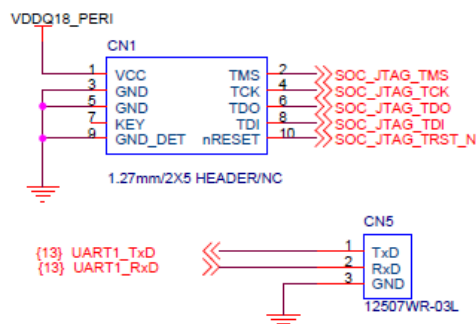 VDDQ18_PERI
CN1
1 VCC TMS 2 SOC_JTAG_TMS
3 GND TCK 4 SOC_JTAG_TCK
5 GND TDO 6 SOC_JTAG_TDO
7 KEY TDI 8 SOC_JTAG_TDI
9 GND_DET nRESET 10 SOC_JTAG_TRST_N
1.27mm/2X5 HEADER/NC
CN5
{13} UART1_TxD 1 TxD
{13} UART1_RxD 2 RxD
3 GND
12507WR-03L